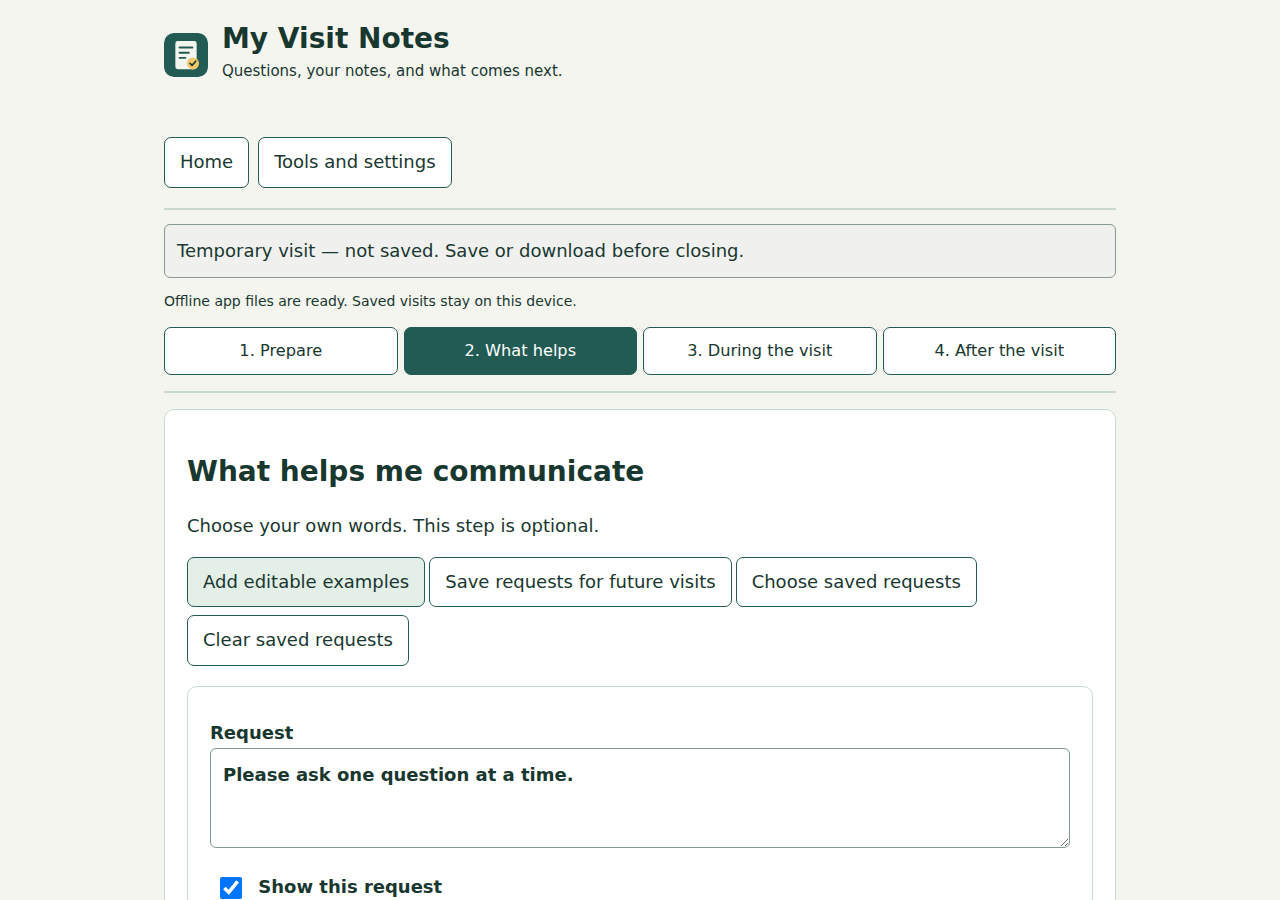 My Visit Notes
Questions, your notes, and what comes next.
Home
Tools and settings
Temporary visit — not saved. Save or download before closing.
Offline app files are ready. Saved visits stay on this device.
1. Prepare
2. What helps
3. During the visit
4. After the visit
What helps me communicate
Choose your own words. This step is optional.
Add editable examples
Save requests for future visits
Choose saved requests
Clear saved requests
Request
Please ask one question at a time.
Show this request